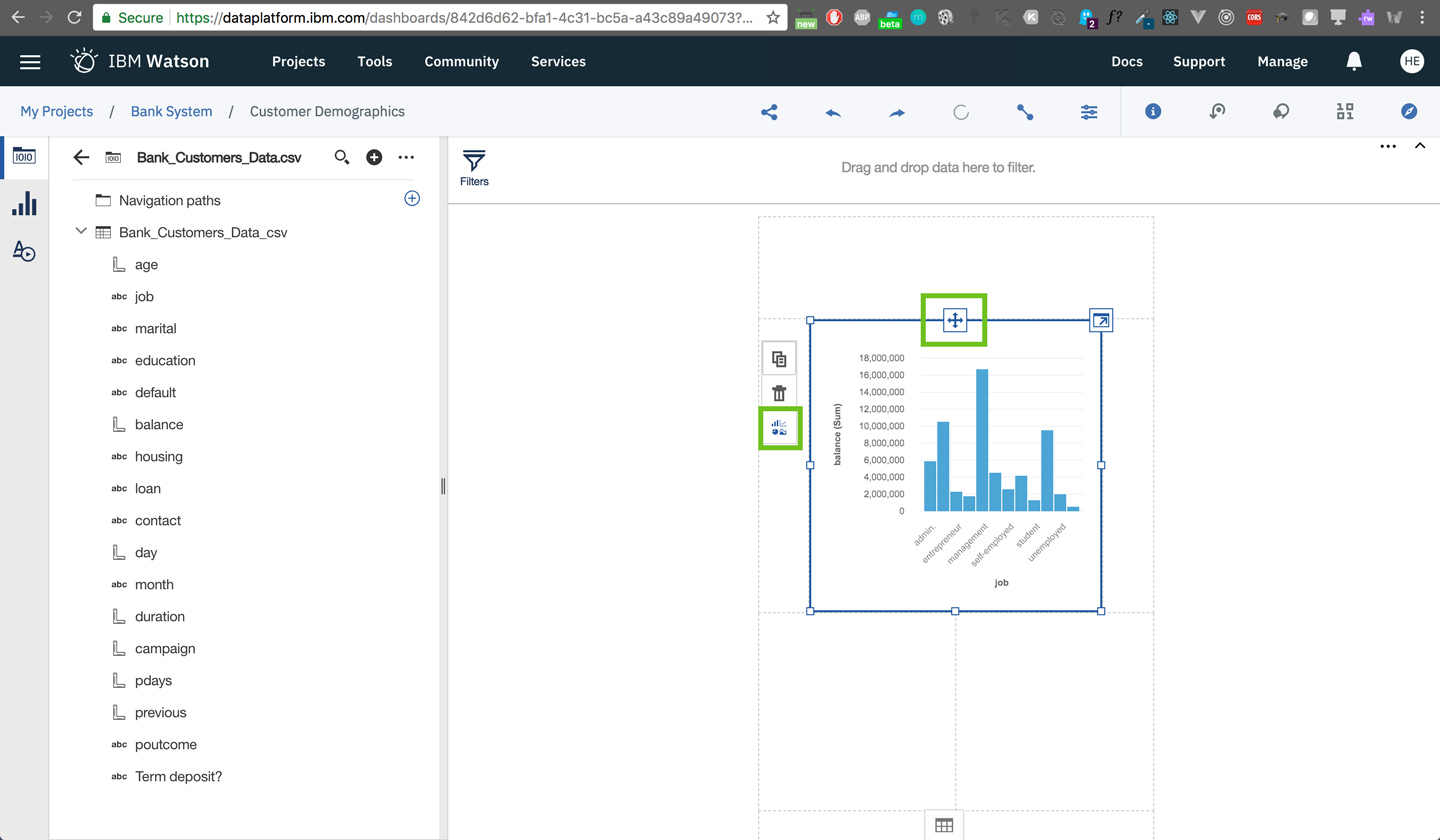 Secure
https://dataplatform.ibm.com/dashboards/842d6d62-bfa1-4c31-bc5a-a43c89a49073?...
new
ABP
beta
m
K
2
f?
CORS
rw
IBM Watson
Projects
Tools
Community
Services
Docs
Support
Manage
HE
My Projects / Bank System / Customer Demographics
Bank_Customers_Data.csv
Navigation paths
Bank_Customers_Data_csv
age
abc job
abc marital
abc education
abc default
balance
abc housing
abc loan
abc contact
day
abc month
duration
campaign
pdays
previous
abc poutcome
abc Term deposit?
Filters
Drag and drop data here to filter.
balance (Sum)
18,000,000
16,000,000
14,000,000
12,000,000
10,000,000
8,000,000
6,000,000
4,000,000
2,000,000
0
admin.
entrepreneur
management
self-employed
student
unemployed
job